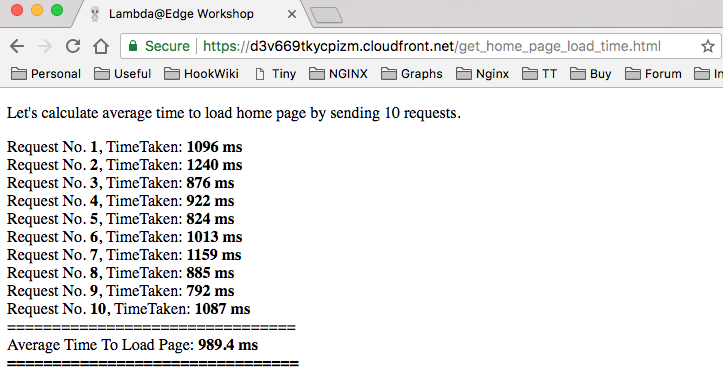 Lambda@Edge Workshop
Secure https://d3v669tkycpizm.cloudfront.net/get_home_page_load_time.html
Personal Useful HookWiki Tiny NGINX Graphs Nginx TT Buy Forum In
Let's calculate average time to load home page by sending 10 requests.
Request No. 1, TimeTaken: 1096 ms
Request No. 2, TimeTaken: 1240 ms
Request No. 3, TimeTaken: 876 ms
Request No. 4, TimeTaken: 922 ms
Request No. 5, TimeTaken: 824 ms
Request No. 6, TimeTaken: 1013 ms
Request No. 7, TimeTaken: 1159 ms
Request No. 8, TimeTaken: 885 ms
Request No. 9, TimeTaken: 792 ms
Request No. 10, TimeTaken: 1087 ms
================================
Average Time To Load Page: 989.4 ms
================================